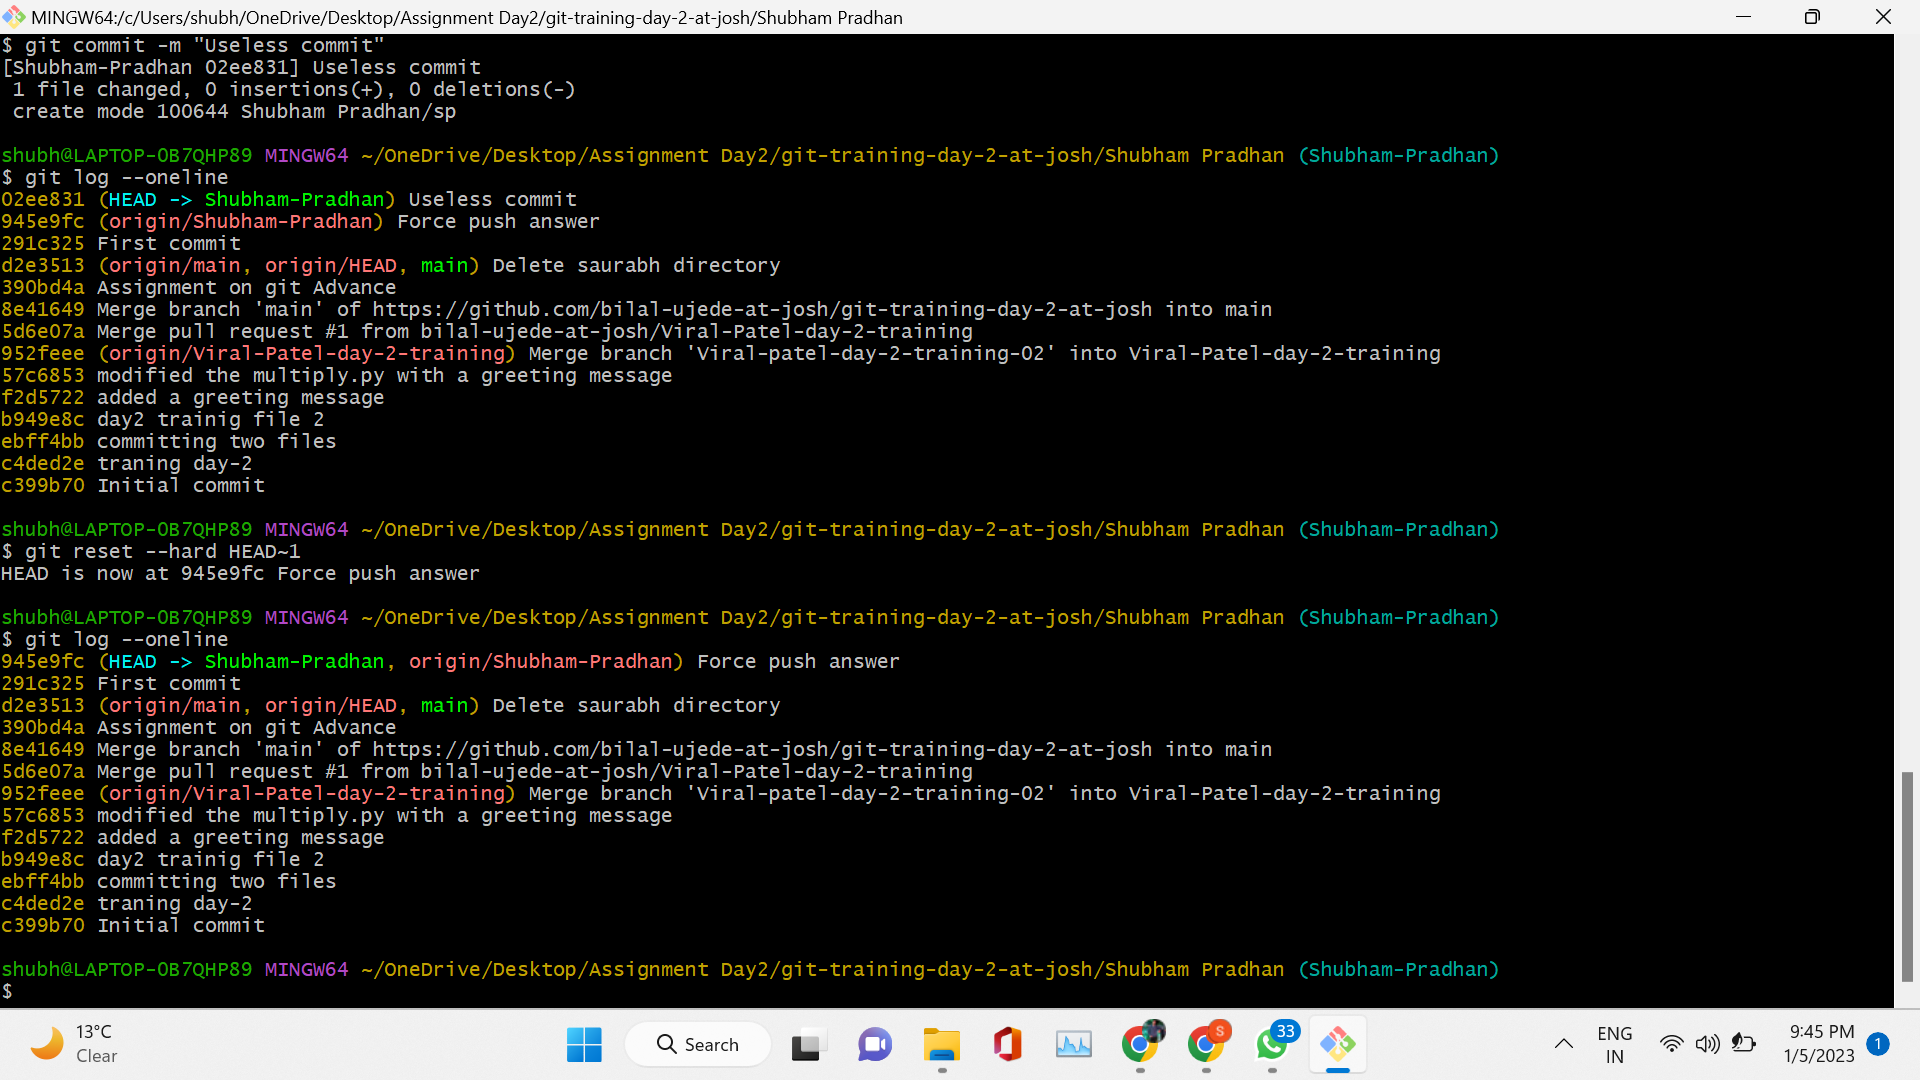 MINGW64:/c/Users/shubh/OneDrive/Desktop/Assignment Day2/git-training-day-2-at-josh/Shubham Pradhan
$ git commit -m "Useless commit"
[Shubham-Pradhan 02ee831] Useless commit
 1 file changed, 0 insertions(+), 0 deletions(-)
 create mode 100644 Shubham Pradhan/sp
shubh@LAPTOP-0B7QHP89 MINGW64 ~/OneDrive/Desktop/Assignment Day2/git-training-day-2-at-josh/Shubham Pradhan (Shubham-Pradhan)
$ git log --oneline
02ee831 (HEAD -> Shubham-Pradhan) Useless commit
945e9fc (origin/Shubham-Pradhan) Force push answer
291c325 First commit
d2e3513 (origin/main, origin/HEAD, main) Delete saurabh directory
390bd4a Assignment on git Advance
8e41649 Merge branch 'main' of https://github.com/bilal-ujede-at-josh/git-training-day-2-at-josh into main
5d6e07a Merge pull request #1 from bilal-ujede-at-josh/Viral-Patel-day-2-training
952feee (origin/Viral-Patel-day-2-training) Merge branch 'Viral-patel-day-2-training-02' into Viral-Patel-day-2-training
57c6853 modified the multiply.py with a greeting message
f2d5722 added a greeting message
b949e8c day2 trainig file 2
ebff4bb committing two files
c4ded2e traning day-2
c399b70 Initial commit
shubh@LAPTOP-0B7QHP89 MINGW64 ~/OneDrive/Desktop/Assignment Day2/git-training-day-2-at-josh/Shubham Pradhan (Shubham-Pradhan)
$ git reset --hard HEAD~1
HEAD is now at 945e9fc Force push answer
shubh@LAPTOP-0B7QHP89 MINGW64 ~/OneDrive/Desktop/Assignment Day2/git-training-day-2-at-josh/Shubham Pradhan (Shubham-Pradhan)
$ git log --oneline
945e9fc (HEAD -> Shubham-Pradhan, origin/Shubham-Pradhan) Force push answer
291c325 First commit
d2e3513 (origin/main, origin/HEAD, main) Delete saurabh directory
390bd4a Assignment on git Advance
8e41649 Merge branch 'main' of https://github.com/bilal-ujede-at-josh/git-training-day-2-at-josh into main
5d6e07a Merge pull request #1 from bilal-ujede-at-josh/Viral-Patel-day-2-training
952feee (origin/Viral-Patel-day-2-training) Merge branch 'Viral-patel-day-2-training-02' into Viral-Patel-day-2-training
57c6853 modified the multiply.py with a greeting message
f2d5722 added a greeting message
b949e8c day2 trainig file 2
ebff4bb committing two files
c4ded2e traning day-2
c399b70 Initial commit
shubh@LAPTOP-0B7QHP89 MINGW64 ~/OneDrive/Desktop/Assignment Day2/git-training-day-2-at-josh/Shubham Pradhan (Shubham-Pradhan)
$
13°C
Clear
Search
S
33
ENG
IN
9:45 PM
1/5/2023
1